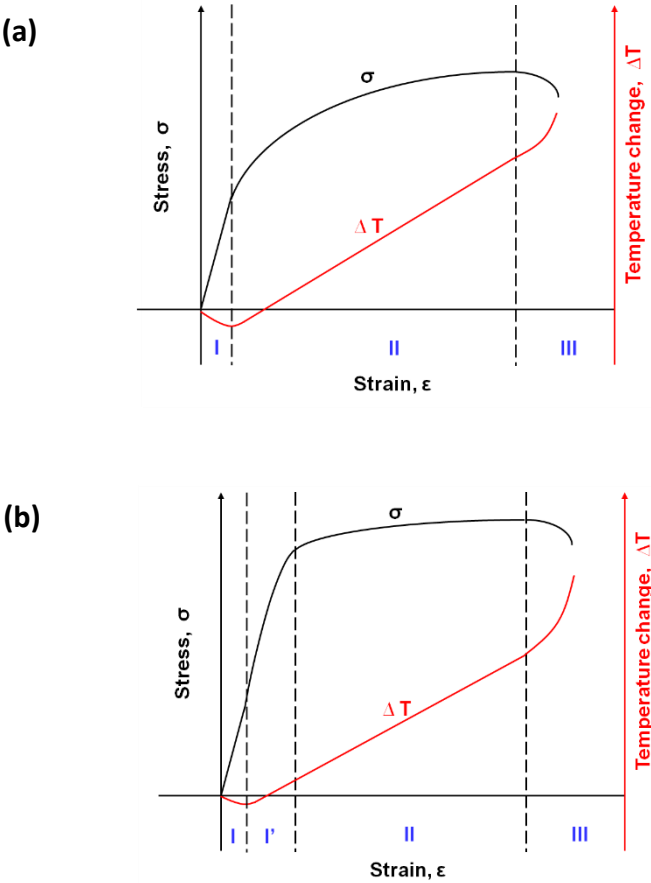 (a)
Stress, σ
σ
Δ T
Temperature change, ΔT
I
II
III
Strain, ε
(b)
Stress, σ
σ
Δ T
Temperature change, ΔT
I
I’
II
III
Strain, ε